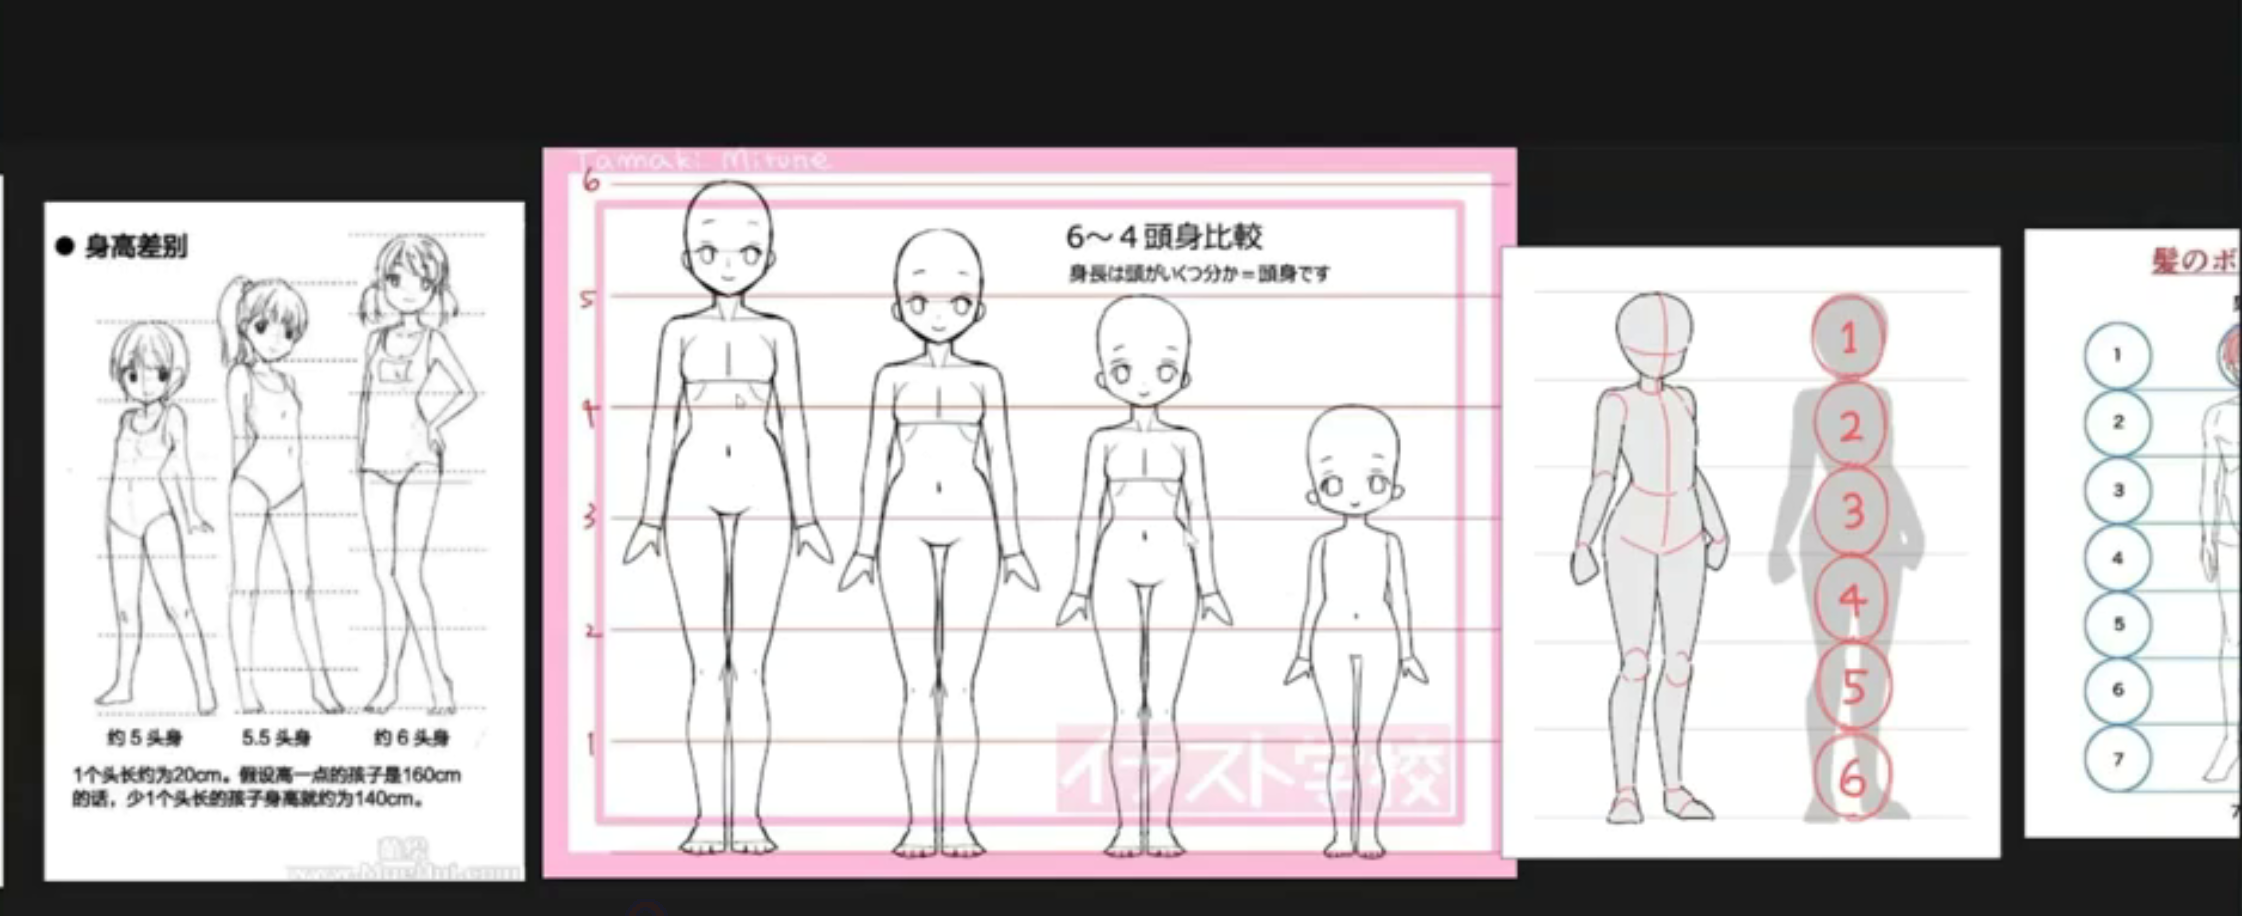 ● 身高差别
约 5 头身
5.5 头身
约 6 头身
1个头长约为20cm。假设高一点的孩子是160cm
的话，少1个头长的孩子身高就约为140cm。
Tamaki Mitune
6～4 頭身比較
身長は頭がいくつ分か＝頭身です
6
5
4
3
2
1
イラスト学校
1
2
3
4
5
6
髪のボ
1
2
3
4
5
6
7